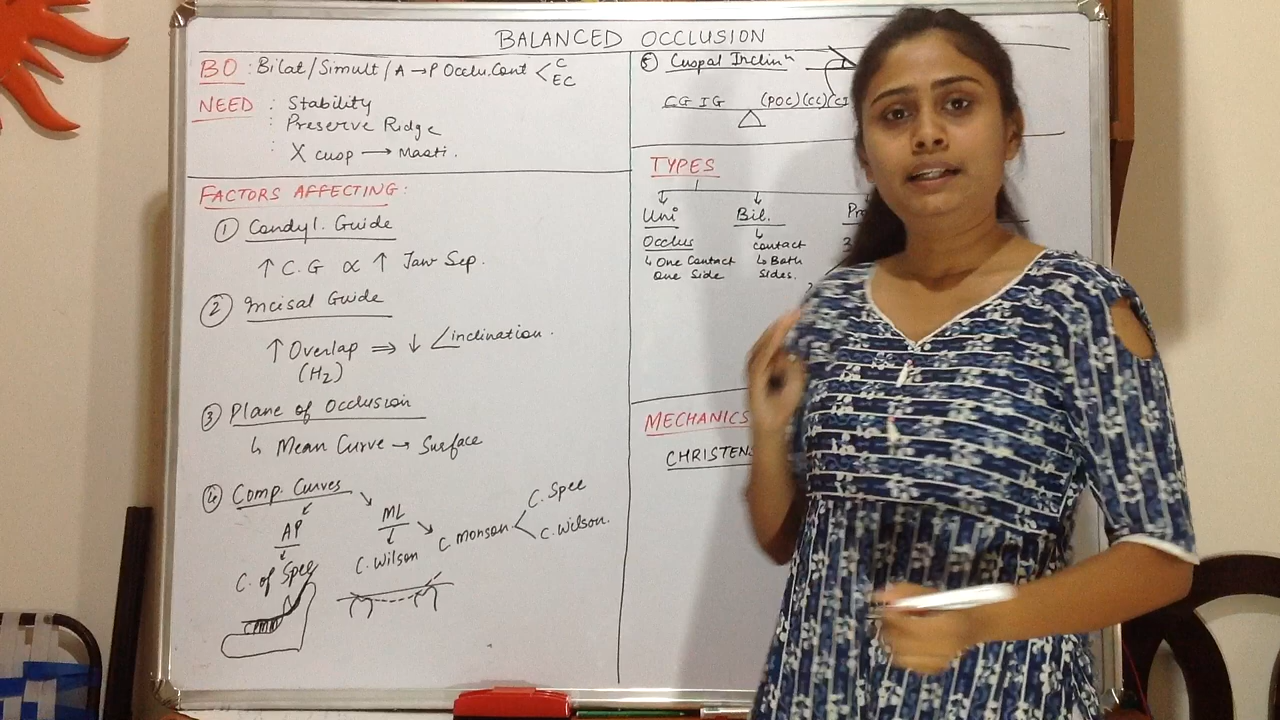 BALANCED OCCLUSION
BO : Bilat/Simult/A → P Occlu. Cont < C
EC
NEED : Stability
: Preserve Ridge
: X cusp → Masti.
FACTORS AFFECTING:
① Condyl. Guide
↑ C.G ∝ ↑ Jaw Sep.
② Incisal Guide
↑ Overlap ⇒ ↓ ∠inclination.
(H2)
③ Plane of Occlusion
↳ Mean Curve → Surface
④ Comp. Curves
AP
C. of Spee
ML
C. Wilson
C. monson
C. Spee
C. Wilson.
⑤ Cuspal Inclinⁿ
CG IG (POC)(CC)(CI
TYPES
Uni
Occlus
↳ One Contact
One Side
Bil.
↳ contact
↳ Both
Sides.
MECHANICS